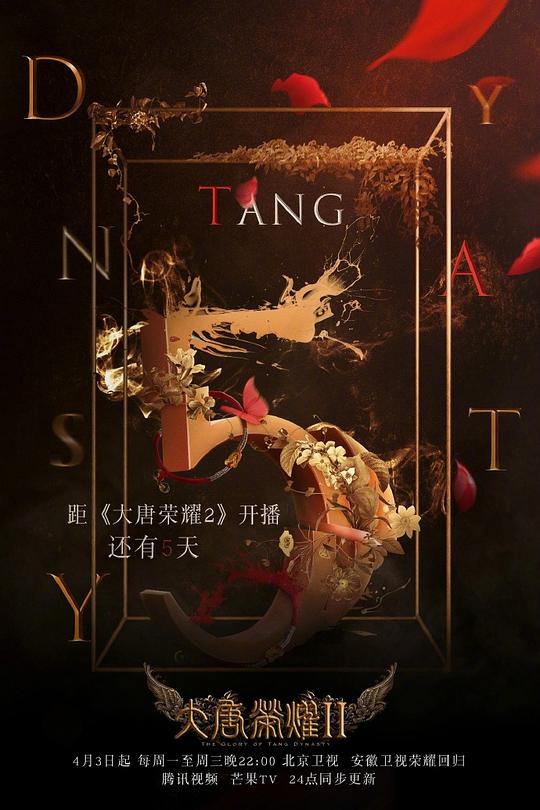 D Y
TANG
N A
5
S T
距《大唐荣耀2》开播
还有5天
Y
大唐榮耀II
THE GLORY OF TANG DYNASTY
4月3日起 每周一至周三晚22:00 北京卫视 安徽卫视荣耀回归
腾讯视频 芒果TV 24点同步更新